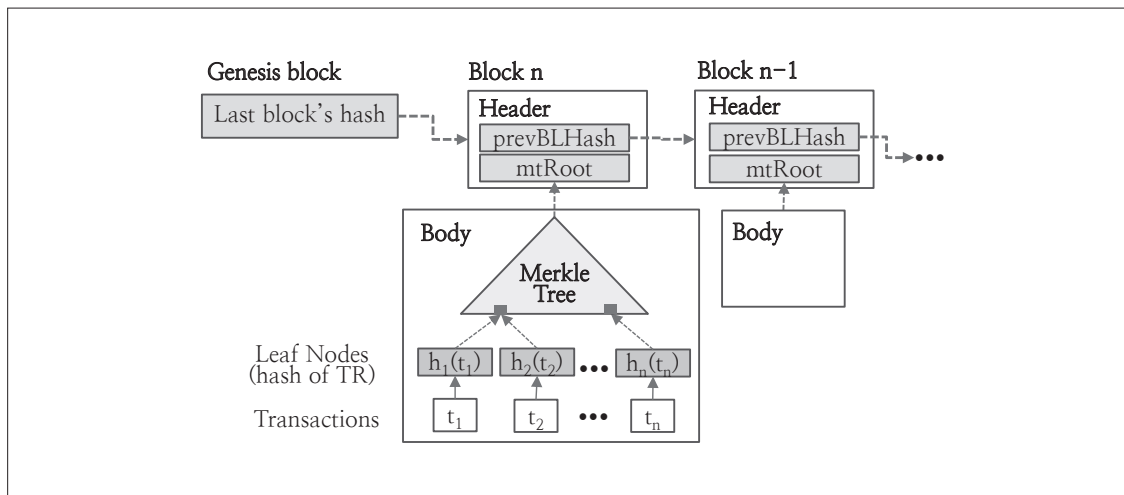 Genesis block
Last block's hash
Block n
Header
prevBLHash
mtRoot
Block n-1
Header
prevBLHash
mtRoot
•••
Body
Merkle
Tree
Body
Leaf Nodes
(hash of TR)
h₁(t₁)
h₂(t₂)
•••
hₙ(tₙ)
Transactions
t₁
t₂
•••
tₙ